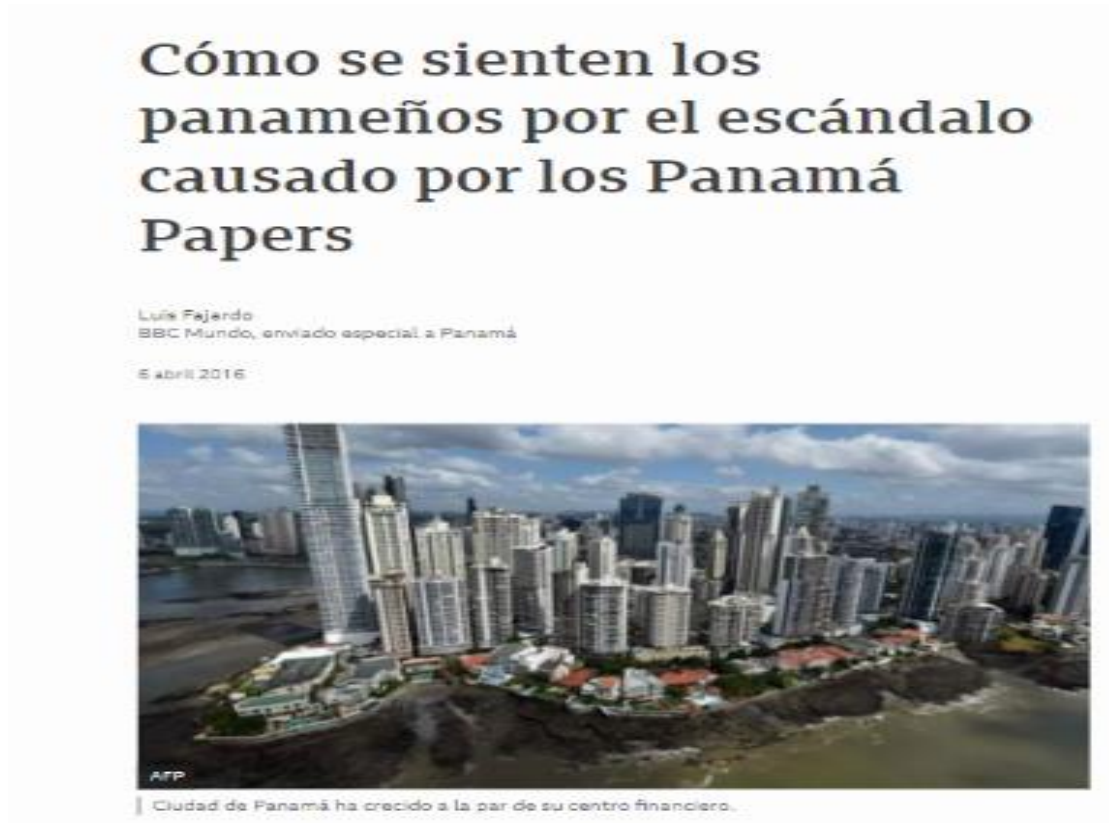 Cómo se sienten los
panameños por el escándalo
causado por los Panamá
Papers
Luis Fajardo
BBC Mundo, enviado especial a Panamá
6 abril 2016
AFP
Ciudad de Panamá ha crecido a la par de su centro financiero.